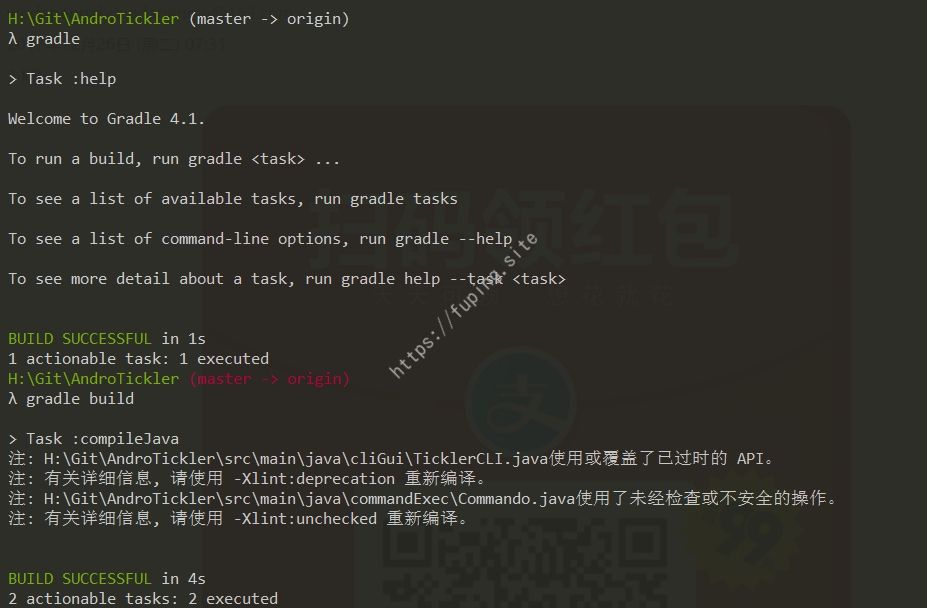 H:\Git\AndroTickler (master -> origin)
λ gradle
> Task :help
Welcome to Gradle 4.1.
To run a build, run gradle <task> ...
To see a list of available tasks, run gradle tasks
To see a list of command-line options, run gradle --help
To see more detail about a task, run gradle help --task <task>
BUILD SUCCESSFUL in 1s
1 actionable task: 1 executed
H:\Git\AndroTickler (master -> origin)
λ gradle build
> Task :compileJava
注: H:\Git\AndroTickler\src\main\java\cliGui\TicklerCLI.java使用或覆盖了已过时的 API。
注: 有关详细信息, 请使用 -Xlint:deprecation 重新编译。
注: H:\Git\AndroTickler\src\main\java\commandExec\Commando.java使用了未经检查或不安全的操作。
注: 有关详细信息, 请使用 -Xlint:unchecked 重新编译。
BUILD SUCCESSFUL in 4s
2 actionable tasks: 2 executed
https://fuping.site
扫码领红包
支
99